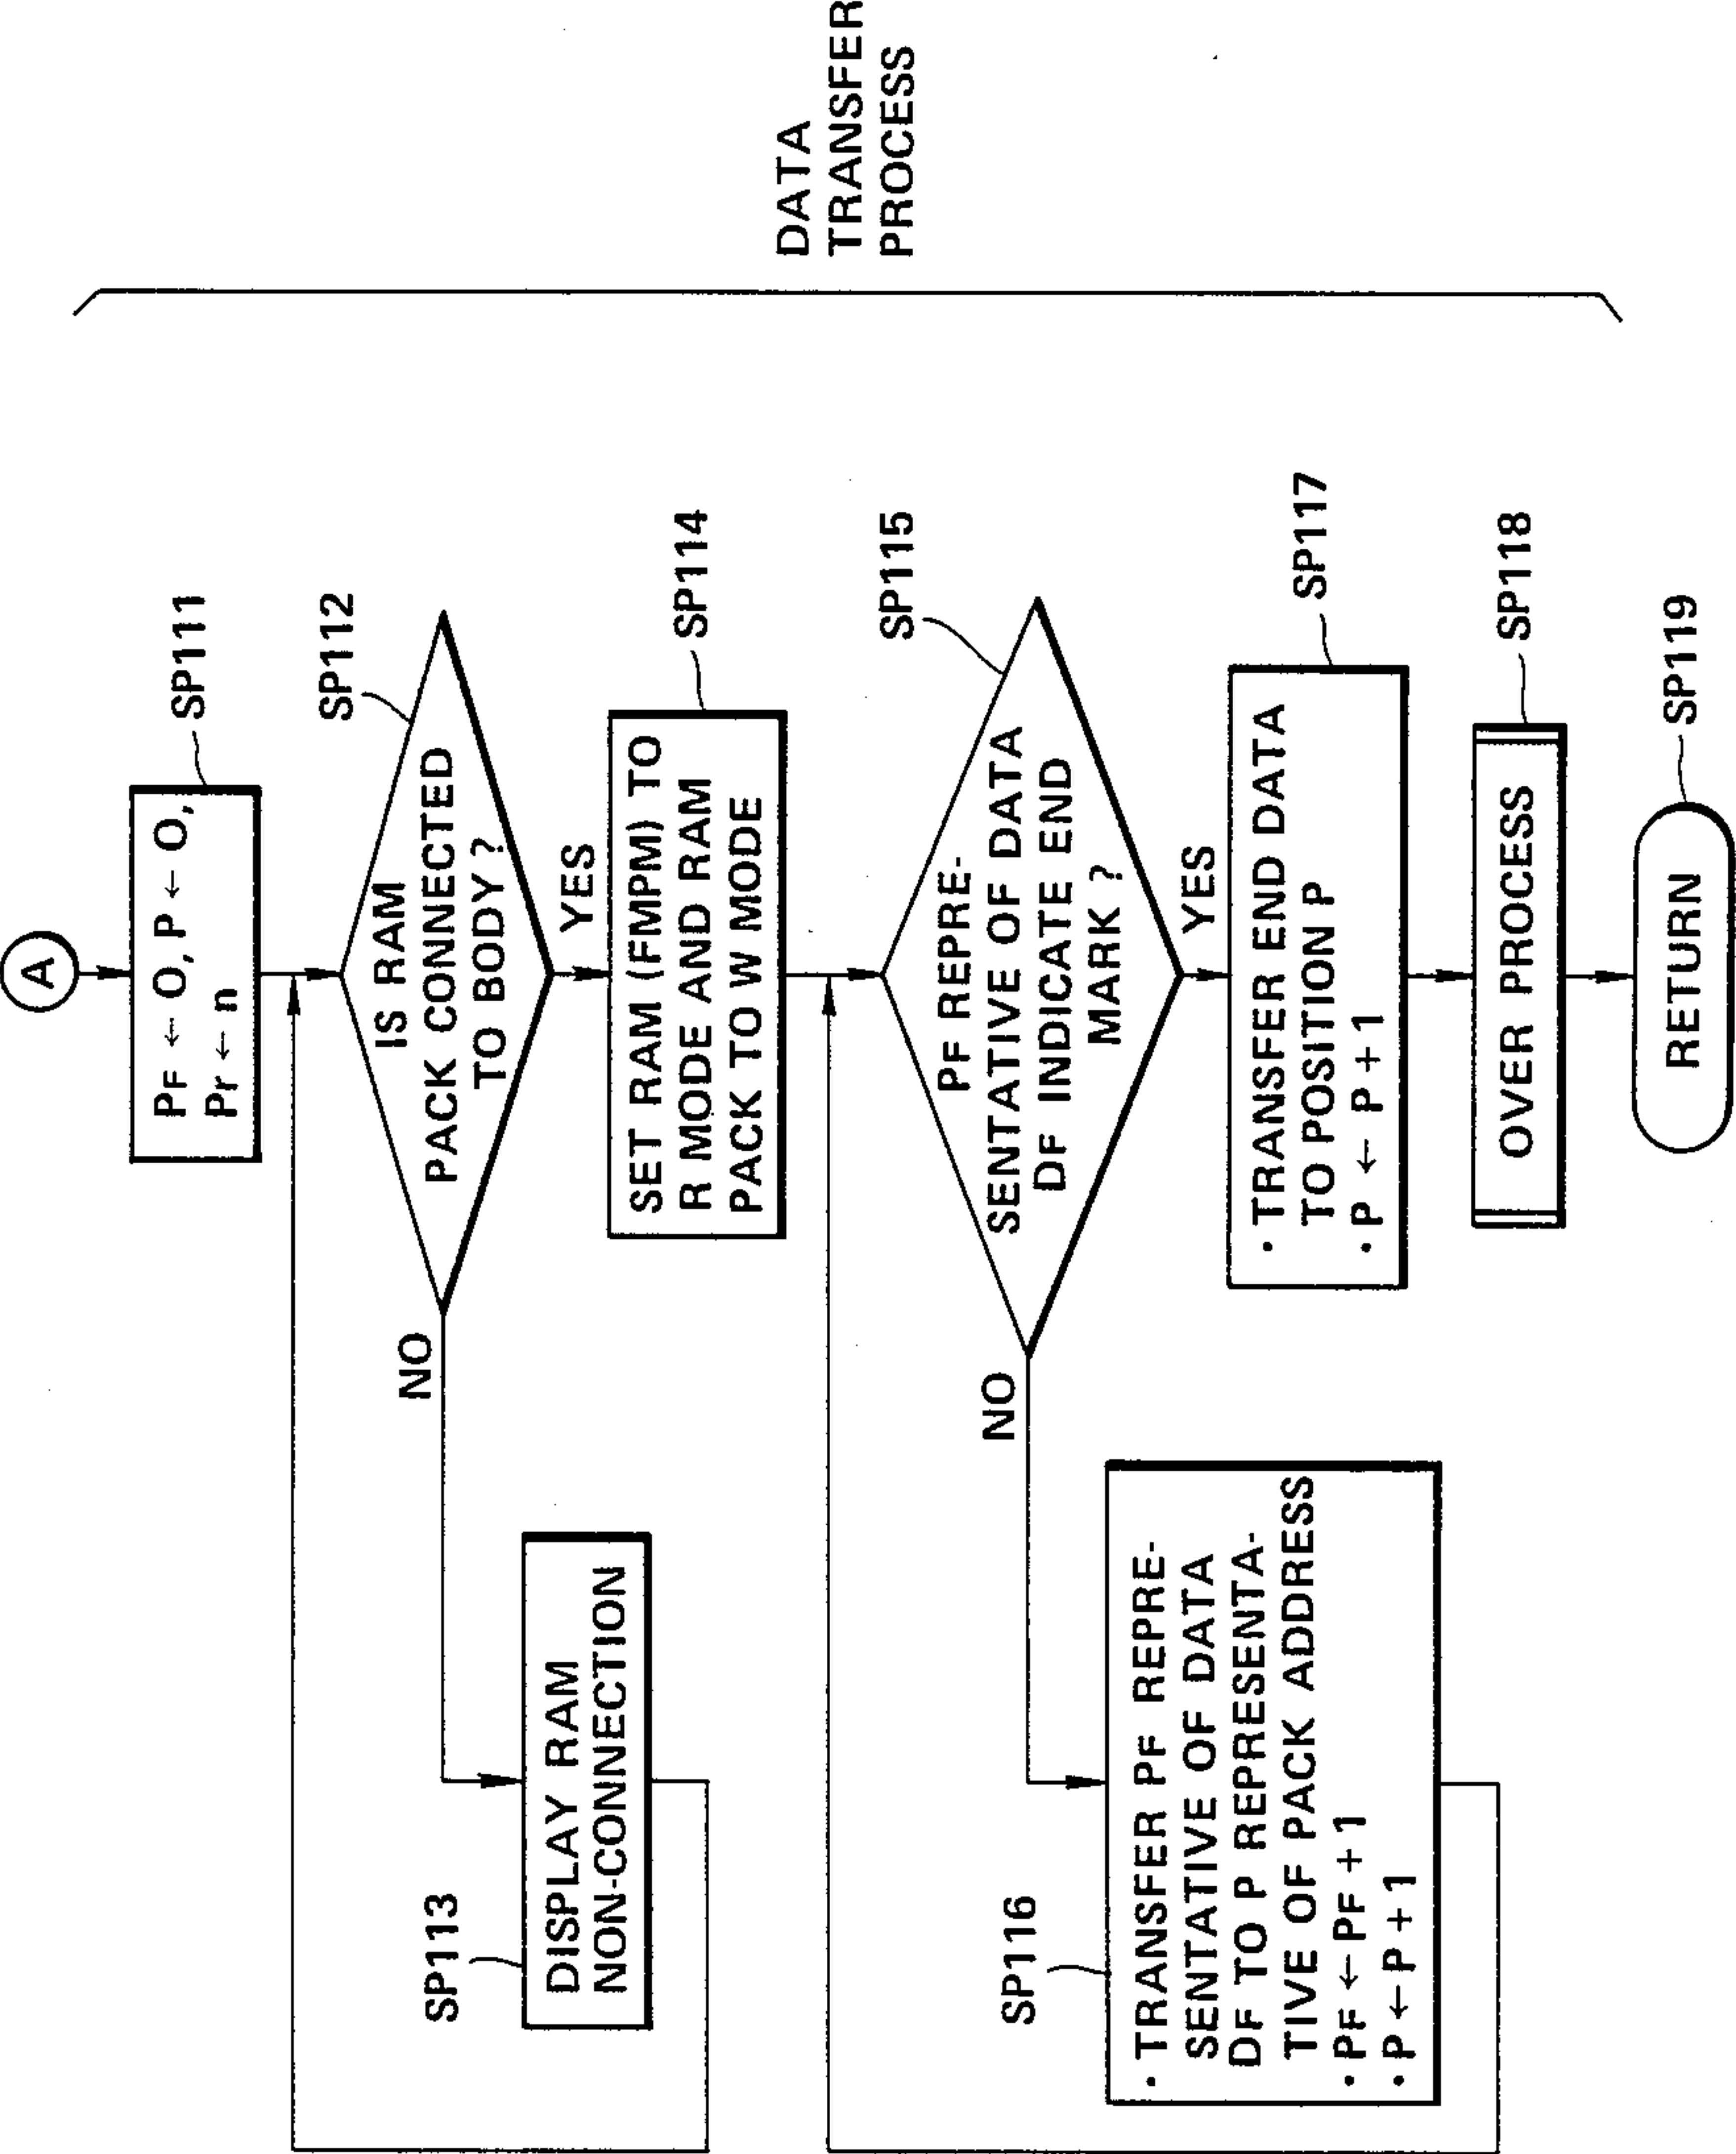 A
PF ← O, P ← O,
Pr ← n
SP111
IS RAM
PACK CONNECTED
TO BODY?
SP112
NO
YES
SP113
DISPLAY RAM
NON-CONNECTION
SET RAM (FMPM) TO
R MODE AND RAM
PACK TO W MODE
SP114
PF REPRE-
SENTATIVE OF DATA
DF INDICATE END
MARK ?
SP115
NO
YES
SP116
• TRANSFER PF REPRE-
SENTATIVE OF DATA
DF TO P REPRESENTA-
TIVE OF PACK ADDRESS
• PF ← PF + 1
• P ← P + 1
• TRANSFER END DATA
TO POSITION P
• P ← P + 1
SP117
OVER PROCESS
SP118
RETURN
SP119
DATA
TRANSFER
PROCESS